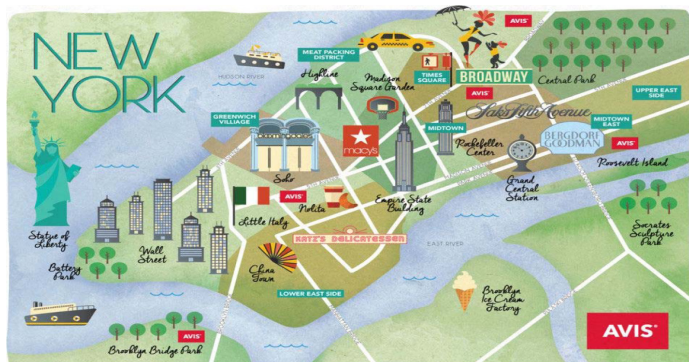 NEW
YORK
HUDSON RIVER
MEAT PACKING
DISTRICT
Highline
Madison
Square Garden
TIMES
SQUARE
BROADWAY
AVIS
Central Park
UPPER EAST
SIDE
AVIS
Saks Fifth Avenue
GREENWICH
VILLIAGE
macy's
MIDTOWN
Rockefeller
Center
BERGDORF
GOODMAN
MIDTOWN
EAST
AVIS
Roosevelt Island
Soho
Grand
Central
Station
Statue of
Liberty
Little Italy
AVIS
Nolita
Empire State
Building
Socrates
Sculpture
Park
Wall
Street
KATZ'S DELICATESSEN
EAST RIVER
Battery
Park
China
Town
LOWER EAST SIDE
Brooklyn
Ice Cream
Factory
Brooklyn Bridge Park
AVIS
AVIS